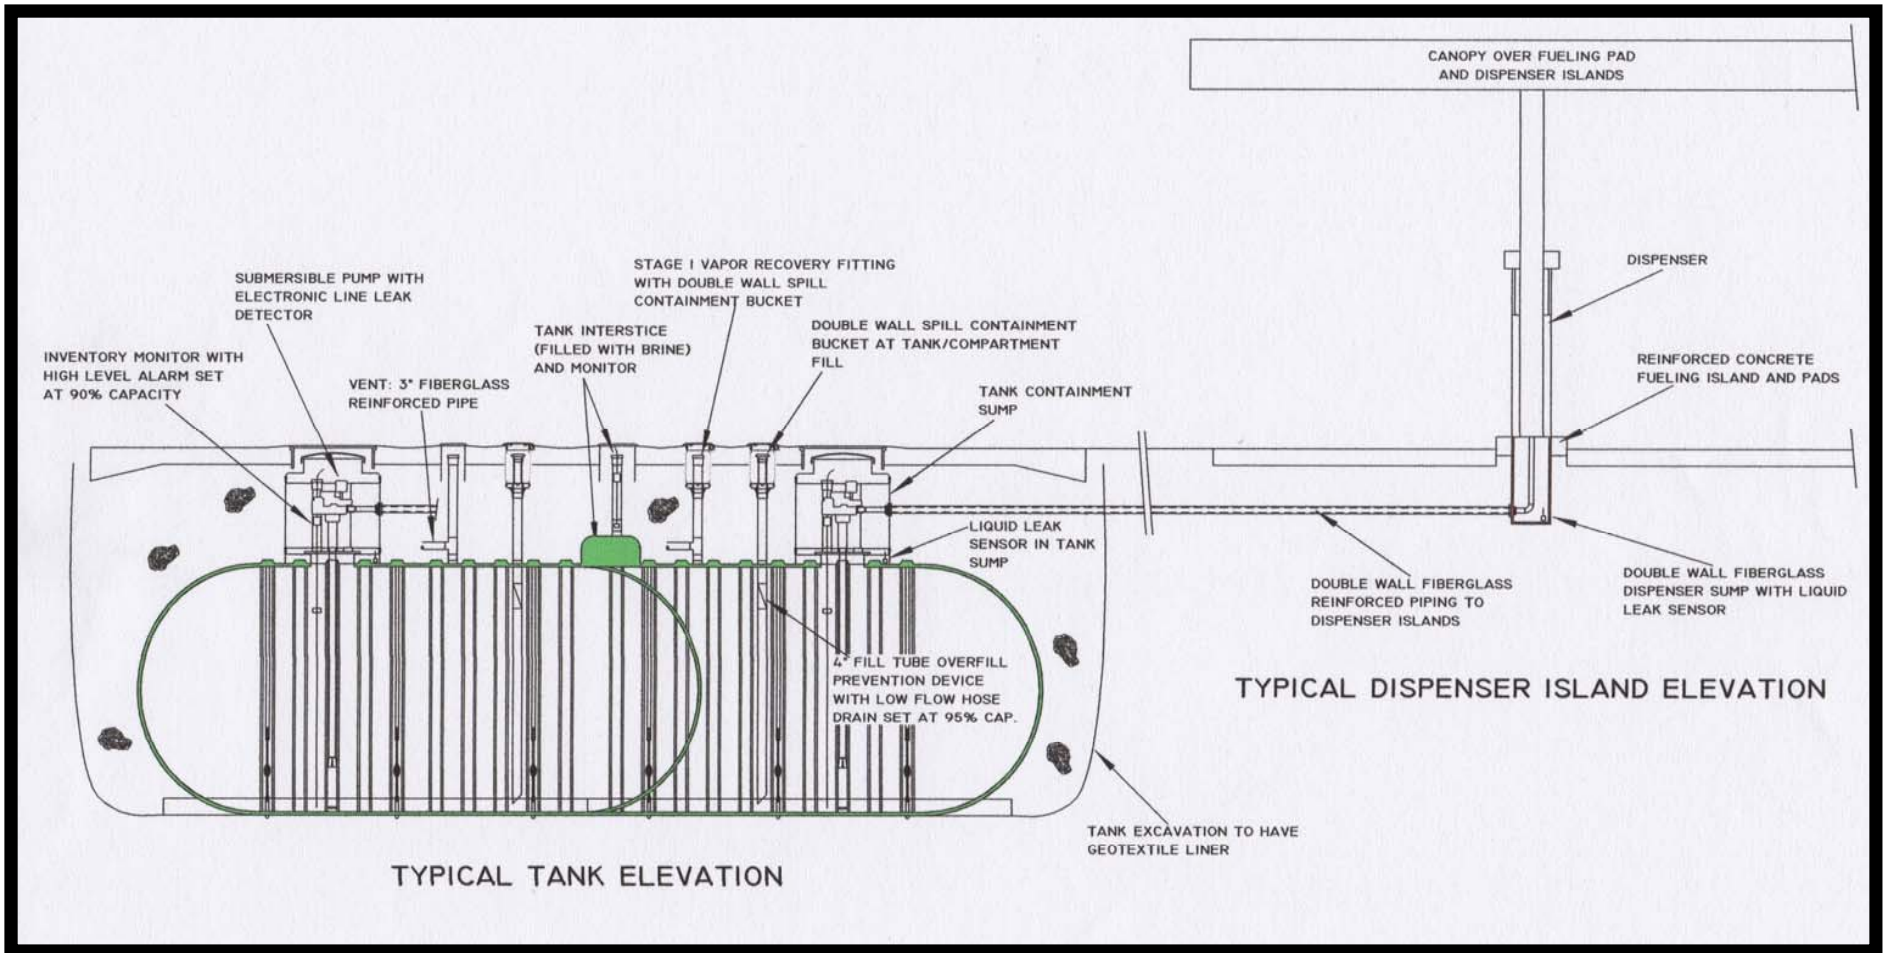 CANOPY OVER FUELING PAD
AND DISPENSER ISLANDS
SUBMERSIBLE PUMP WITH
ELECTRONIC LINE LEAK
DETECTOR
STAGE I VAPOR RECOVERY FITTING
WITH DOUBLE WALL SPILL
CONTAINMENT BUCKET
DISPENSER
INVENTORY MONITOR WITH
HIGH LEVEL ALARM SET
AT 90% CAPACITY
VENT: 3" FIBERGLASS
REINFORCED PIPE
TANK INTERSTICE
(FILLED WITH BRINE)
AND MONITOR
DOUBLE WALL SPILL CONTAINMENT
BUCKET AT TANK/COMPARTMENT
FILL
TANK CONTAINMENT
SUMP
REINFORCED CONCRETE
FUELING ISLAND AND PADS
LIQUID LEAK
SENSOR IN TANK
SUMP
DOUBLE WALL FIBERGLASS
REINFORCED PIPING TO
DISPENSER ISLANDS
DOUBLE WALL FIBERGLASS
DISPENSER SUMP WITH LIQUID
LEAK SENSOR
4" FILL TUBE OVERFILL
PREVENTION DEVICE
WITH LOW FLOW HOSE
DRAIN SET AT 95% CAP.
TYPICAL DISPENSER ISLAND ELEVATION
TANK EXCAVATION TO HAVE
GEOTEXTILE LINER
TYPICAL TANK ELEVATION